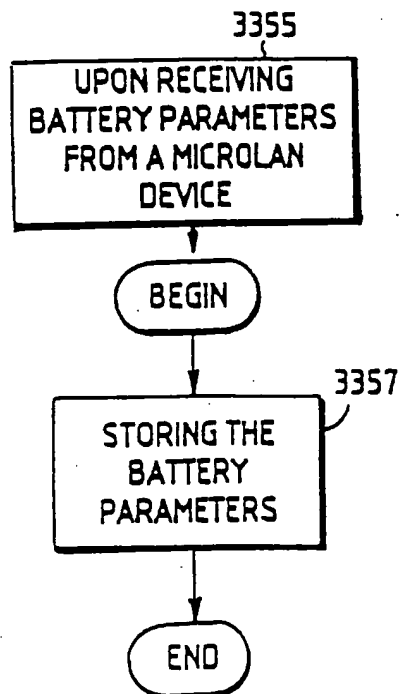 3355
UPON RECEIVING
BATTERY PARAMETERS
FROM A MICROLAN
DEVICE
BEGIN
3357
STORING THE
BATTERY
PARAMETERS
END